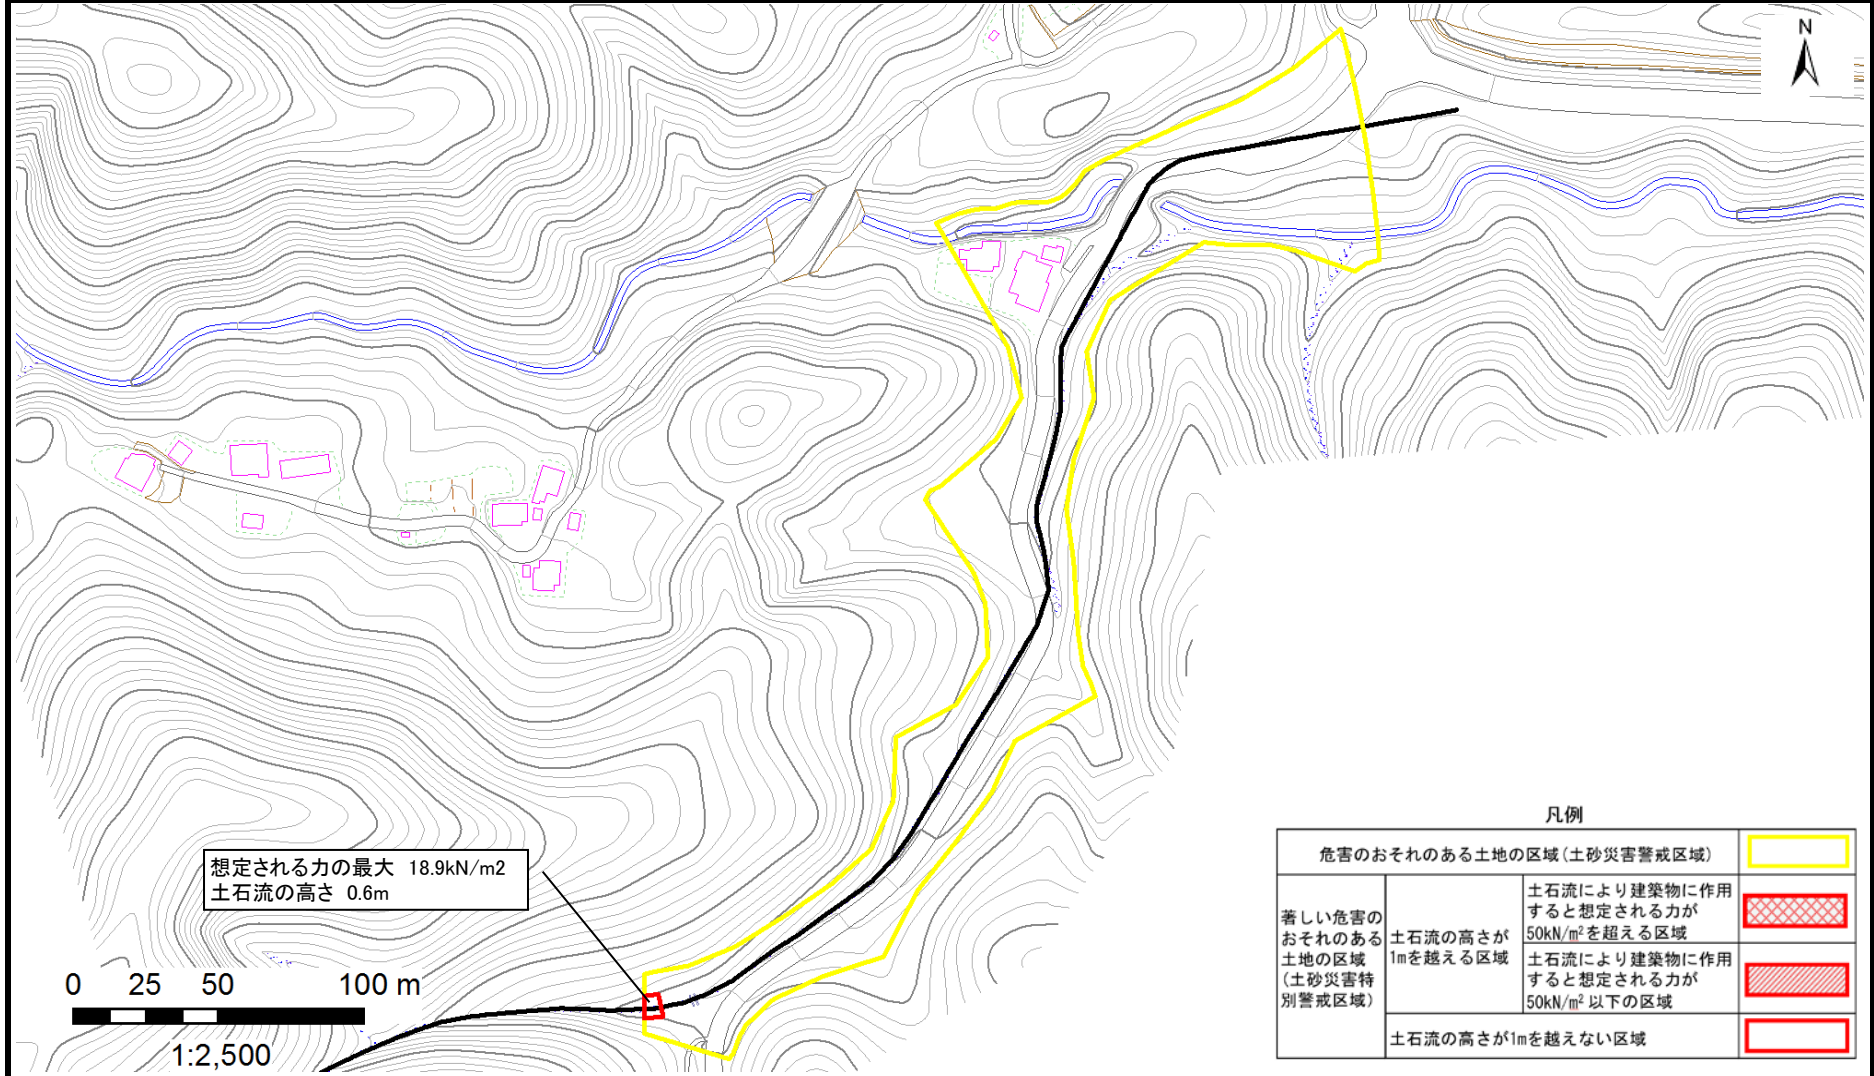 N
想定される力の最大 18.9kN/m2
土石流の高さ 0.6m
0 25 50 100 m
1:2,500
凡例
危害のおそれのある土地の区域(土砂災害警戒区域)
著しい危害の
おそれのある
土地の区域
(土砂災害特
別警戒区域)
土石流の高さが
1mを越える区域
土石流により建築物に作用
すると想定される力が
50kN/m²を超える区域
土石流により建築物に作用
すると想定される力が
50kN/m²以下の区域
土石流の高さが1mを越えない区域